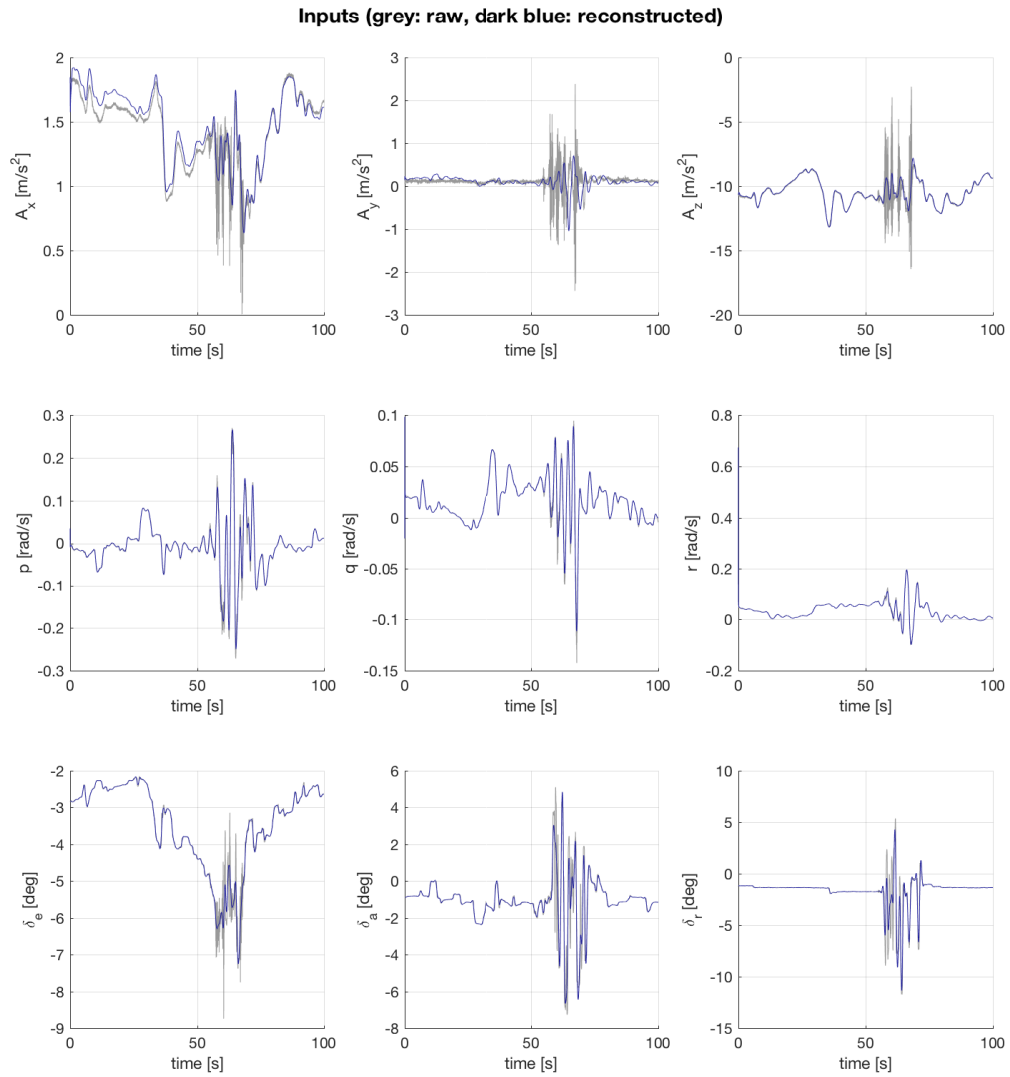 Inputs (grey: raw, dark blue: reconstructed)
2
1.5
1
0.5
0
A_x [m/s^2]
0 50 100
time [s]
3
2
1
0
-1
-2
-3
A_y [m/s^2]
0 50 100
time [s]
0
-5
-10
-15
-20
A_z [m/s^2]
0 50 100
time [s]
0.3
0.2
0.1
0
-0.1
-0.2
-0.3
p [rad/s]
0 50 100
time [s]
0.1
0.05
0
-0.05
-0.1
-0.15
q [rad/s]
0 50 100
time [s]
0.8
0.6
0.4
0.2
0
-0.2
r [rad/s]
0 50 100
time [s]
-2
-3
-4
-5
-6
-7
-8
-9
δ_e [deg]
0 50 100
time [s]
6
4
2
0
-2
-4
-6
-8
δ_a [deg]
0 50 100
time [s]
10
5
0
-5
-10
-15
δ_r [deg]
0 50 100
time [s]